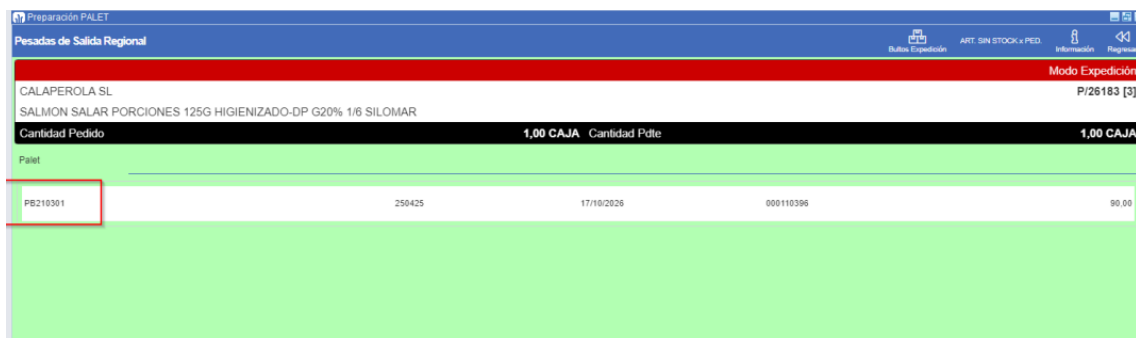 Preparación PALET
Pesadas de Salida Regional
Bultos Expedición
ART. SIN STOCK x PED.
Información
Regresar
Modo Expedición
CALAPEROLA SL P/26183 [3]
SALMON SALAR PORCIONES 125G HIGIENIZADO-DP G20% 1/6 SILOMAR
Cantidad Pedido 1,00 CAJA Cantidad Pdte 1,00 CAJA
Palet
PB210301 250425 17/10/2026 000110396 90,00